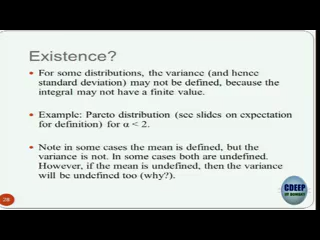 Existence?
• For some distributions, the variance (and hence
standard deviation) may not be defined, because the
integral may not have a finite value.
• Example: Pareto distribution (see slides on expectation
for definition) for α < 2.
• Note in some cases the mean is defined, but the
variance is not. In some cases both are undefined.
However, if the mean is undefined, then the variance
will be undefined too (why?).
28
CDEEP
IIT BOMBAY